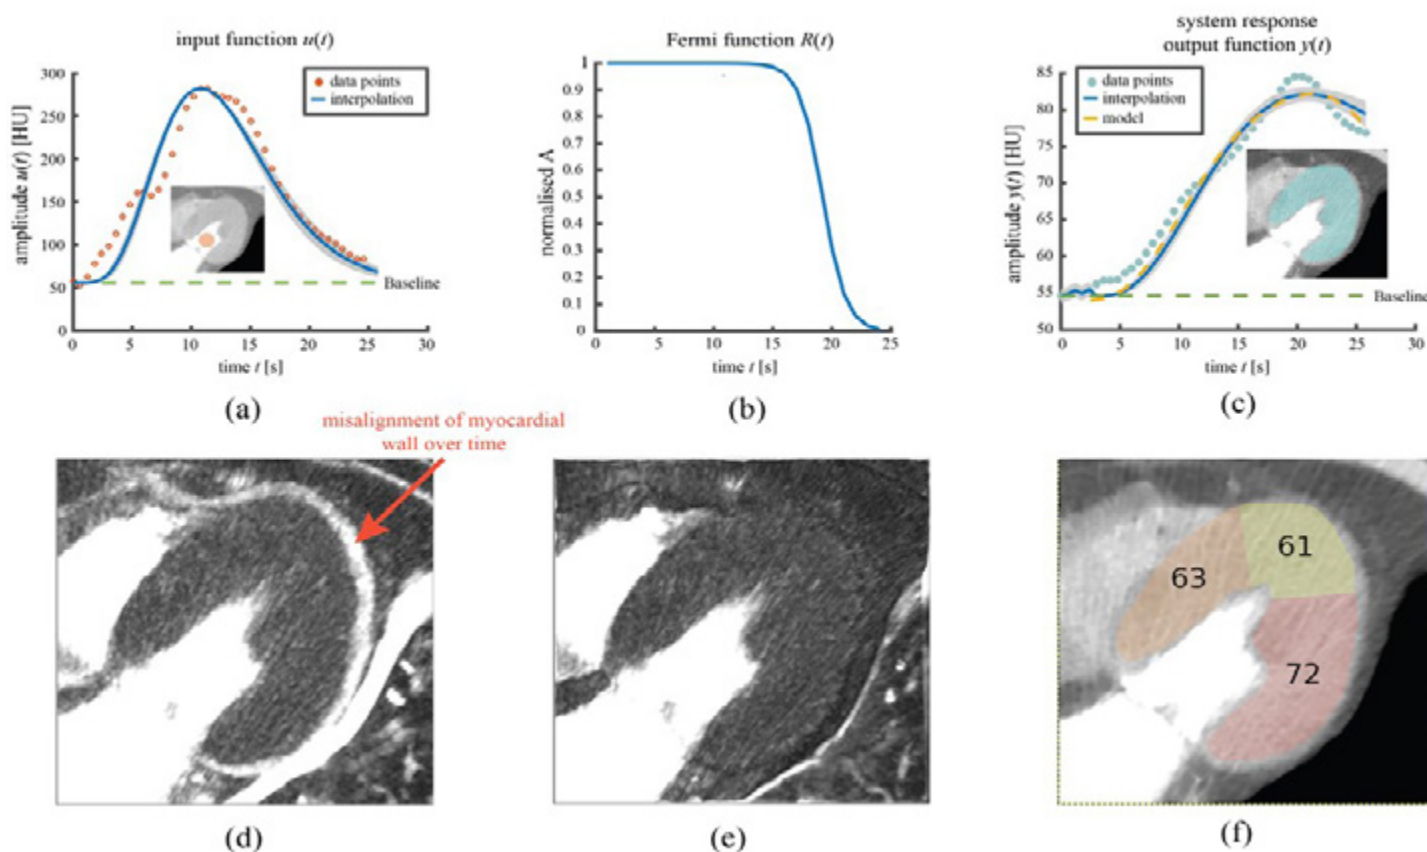 input function u(t)
300
250
200
150
100
50
0
amplitude u(t) [HU]
data points
interpolation
Baseline
0 5 10 15 20 25 30
time t [s]
(a)
Fermi function R(t)
1
0.9
0.8
0.7
0.6
0.5
0.4
0.3
0.2
0.1
0
normalised A
0 5 10 15 20 25
time t [s]
(b)
system response
output function y(t)
85
80
75
70
65
60
55
50
amplitude y(t) [HU]
data points
interpolation
model
Baseline
0 5 10 15 20 25 30
time t [s]
(c)
misalignment of myocardial
wall over time
(d)
(e)
61
63
72
(f)